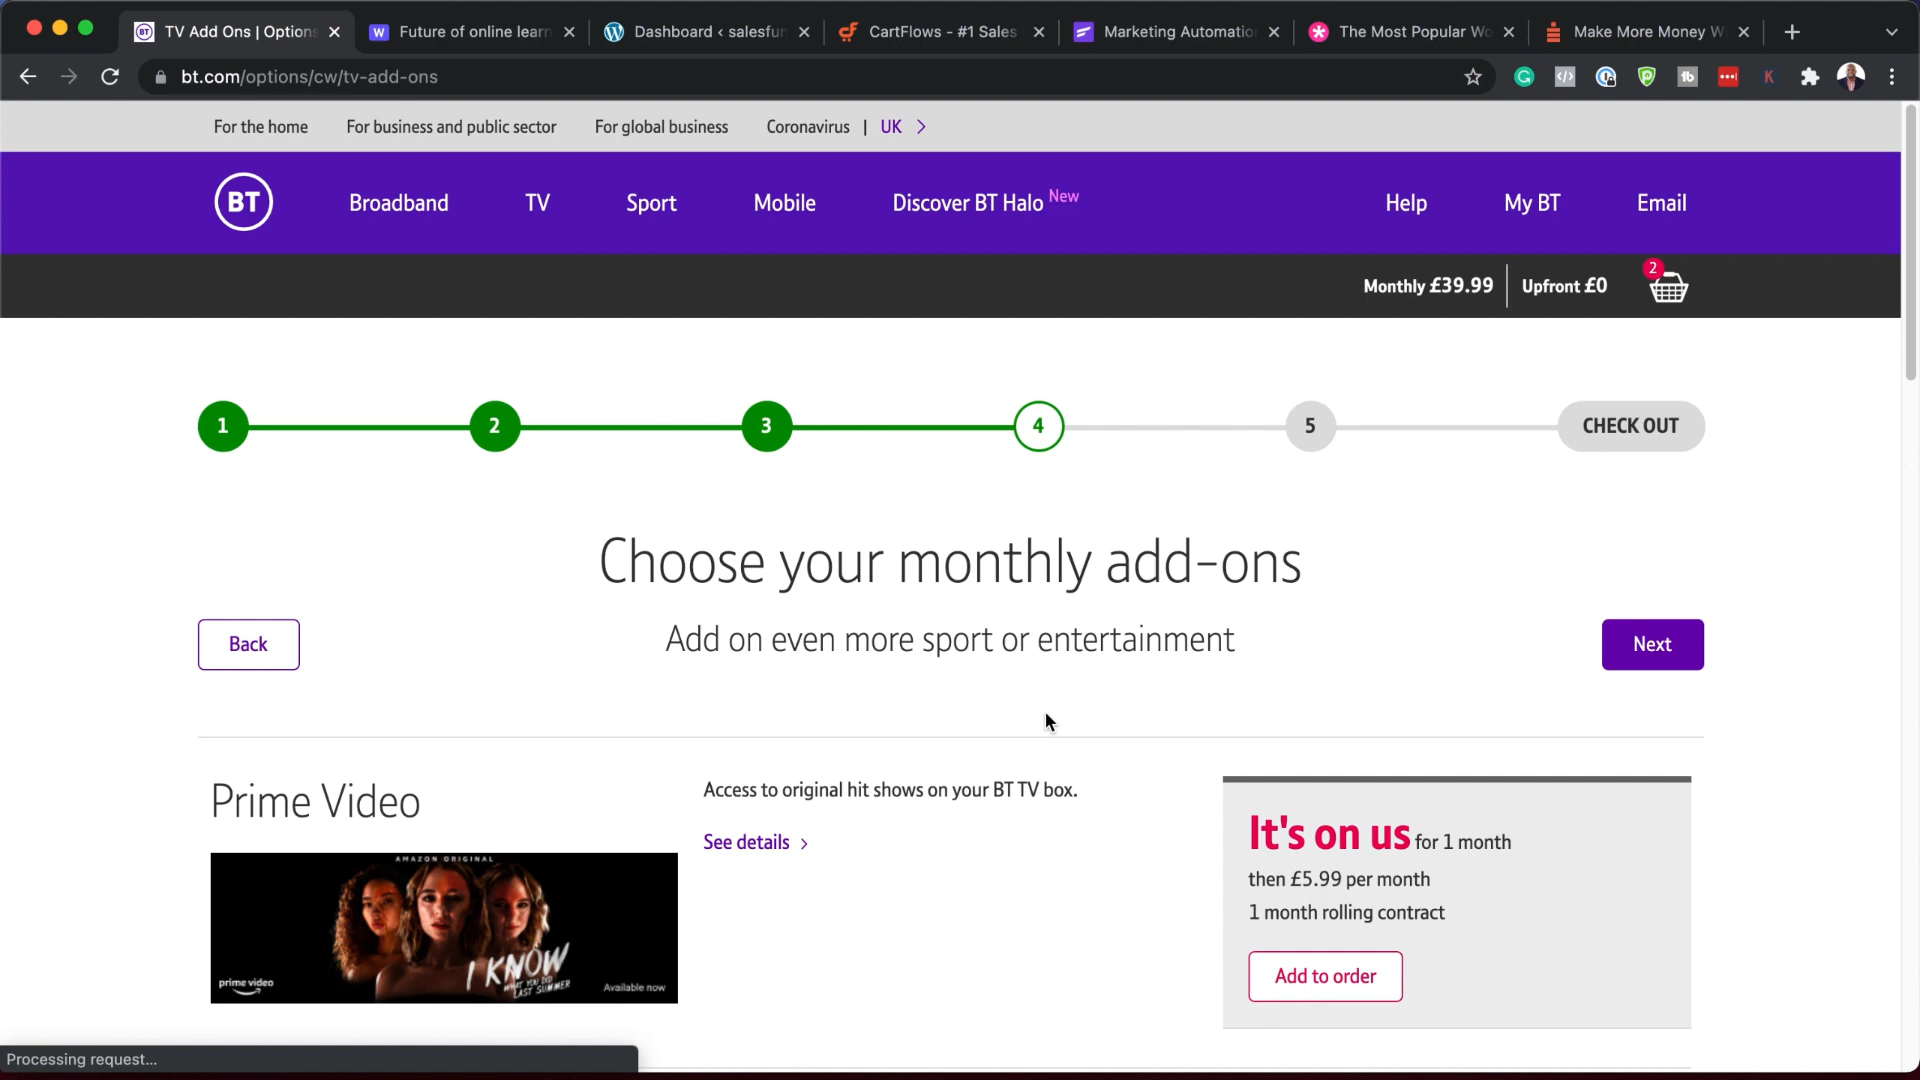 TV Add Ons | Options
Future of online learn
Dashboard ‹ salesfun
CartFlows - #1 Sales
Marketing Automatio
The Most Popular Wo
Make More Money W
bt.com/options/cw/tv-add-ons
For the home
For business and public sector
For global business
Coronavirus | UK
BT
Broadband
TV
Sport
Mobile
Discover BT Halo New
Help
My BT
Email
Monthly £39.99
Upfront £0
2
1
2
3
4
5
CHECK OUT
Choose your monthly add-ons
Back
Add on even more sport or entertainment
Next
Prime Video
Access to original hit shows on your BT TV box.
See details
It's on us for 1 month
then £5.99 per month
1 month rolling contract
Add to order
AMAZON ORIGINAL
I KNOW
WHAT YOU DID
LAST SUMMER
prime video
Available now
Processing request...